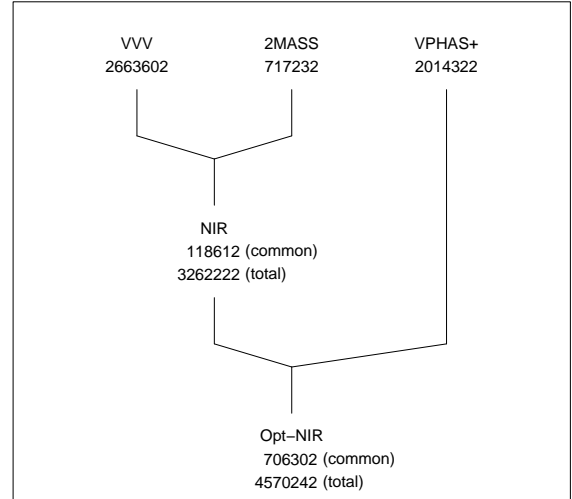 VVV 2MASS VPHAS+
2663602 717232 2014322
NIR
118612 (common)
3262222 (total)
Opt−NIR
706302 (common)
4570242 (total)